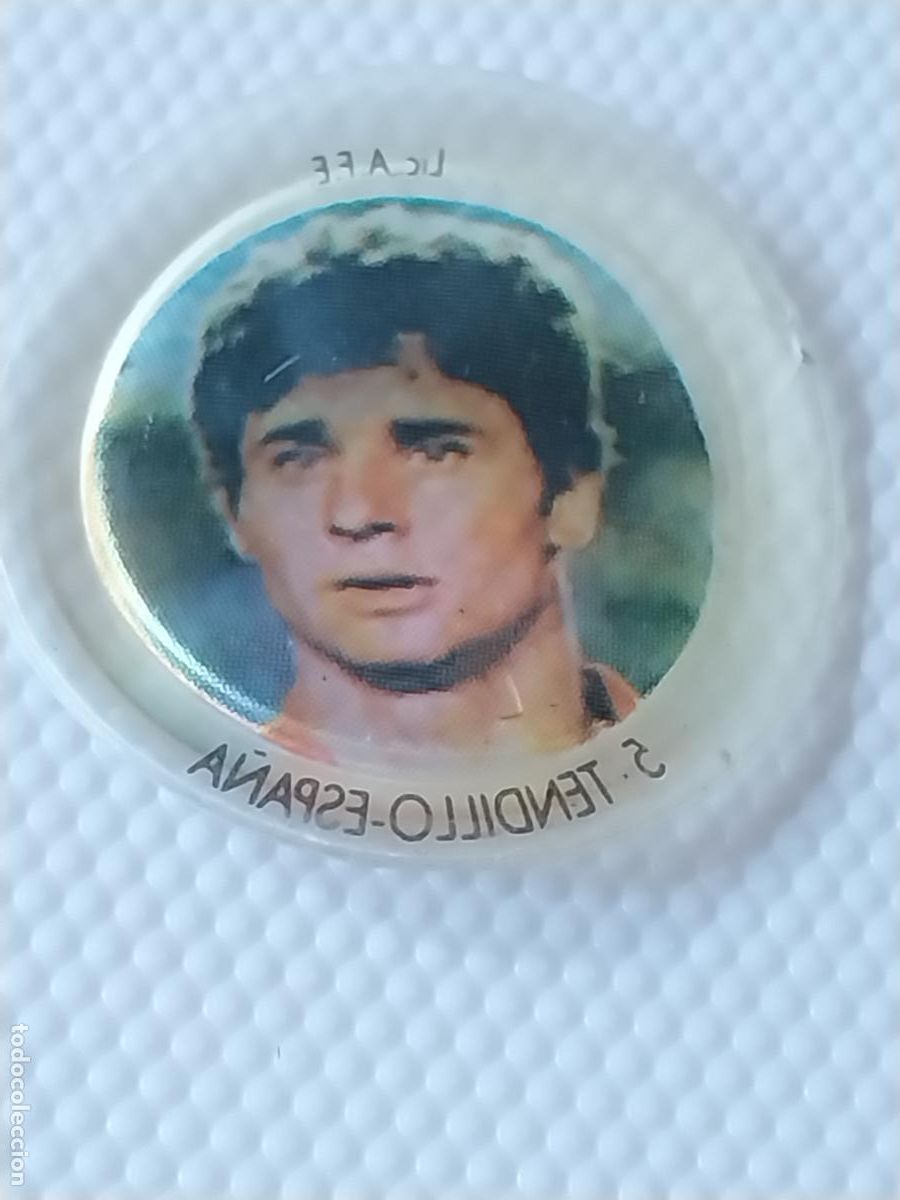 Lic. A.F.E
5. TENDILLO-ESPAÑA
todocoleccion